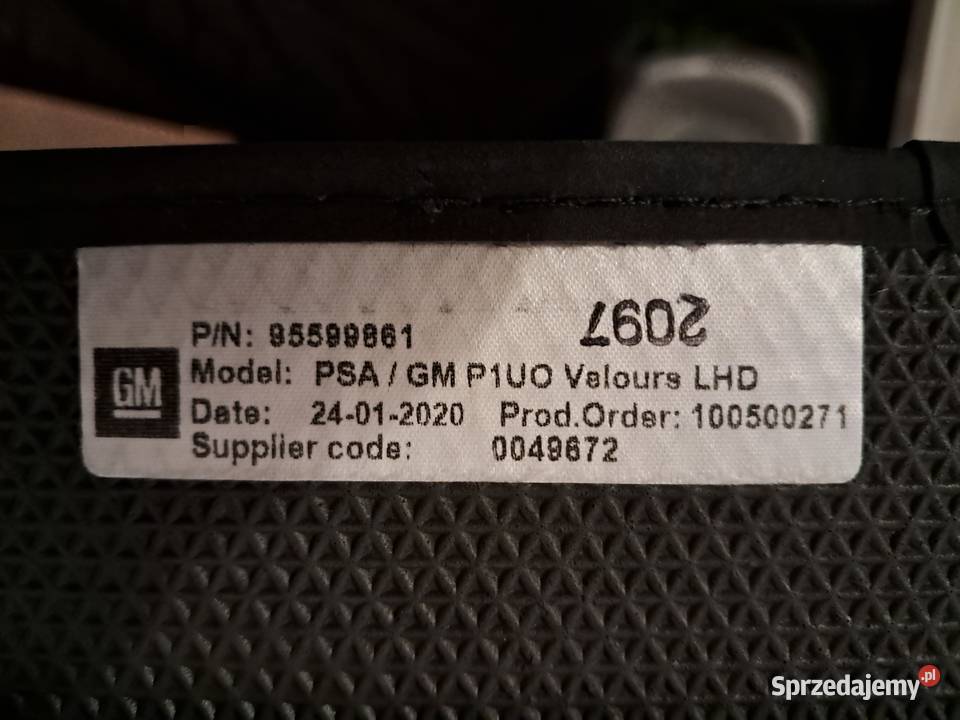 2097
P/N: 95599861
GM
Model: PSA / GM P1UO Velours LHD
Date: 24-01-2020 Prod.Order: 100500271
Supplier code: 0049672
Sprzedajemy.pl